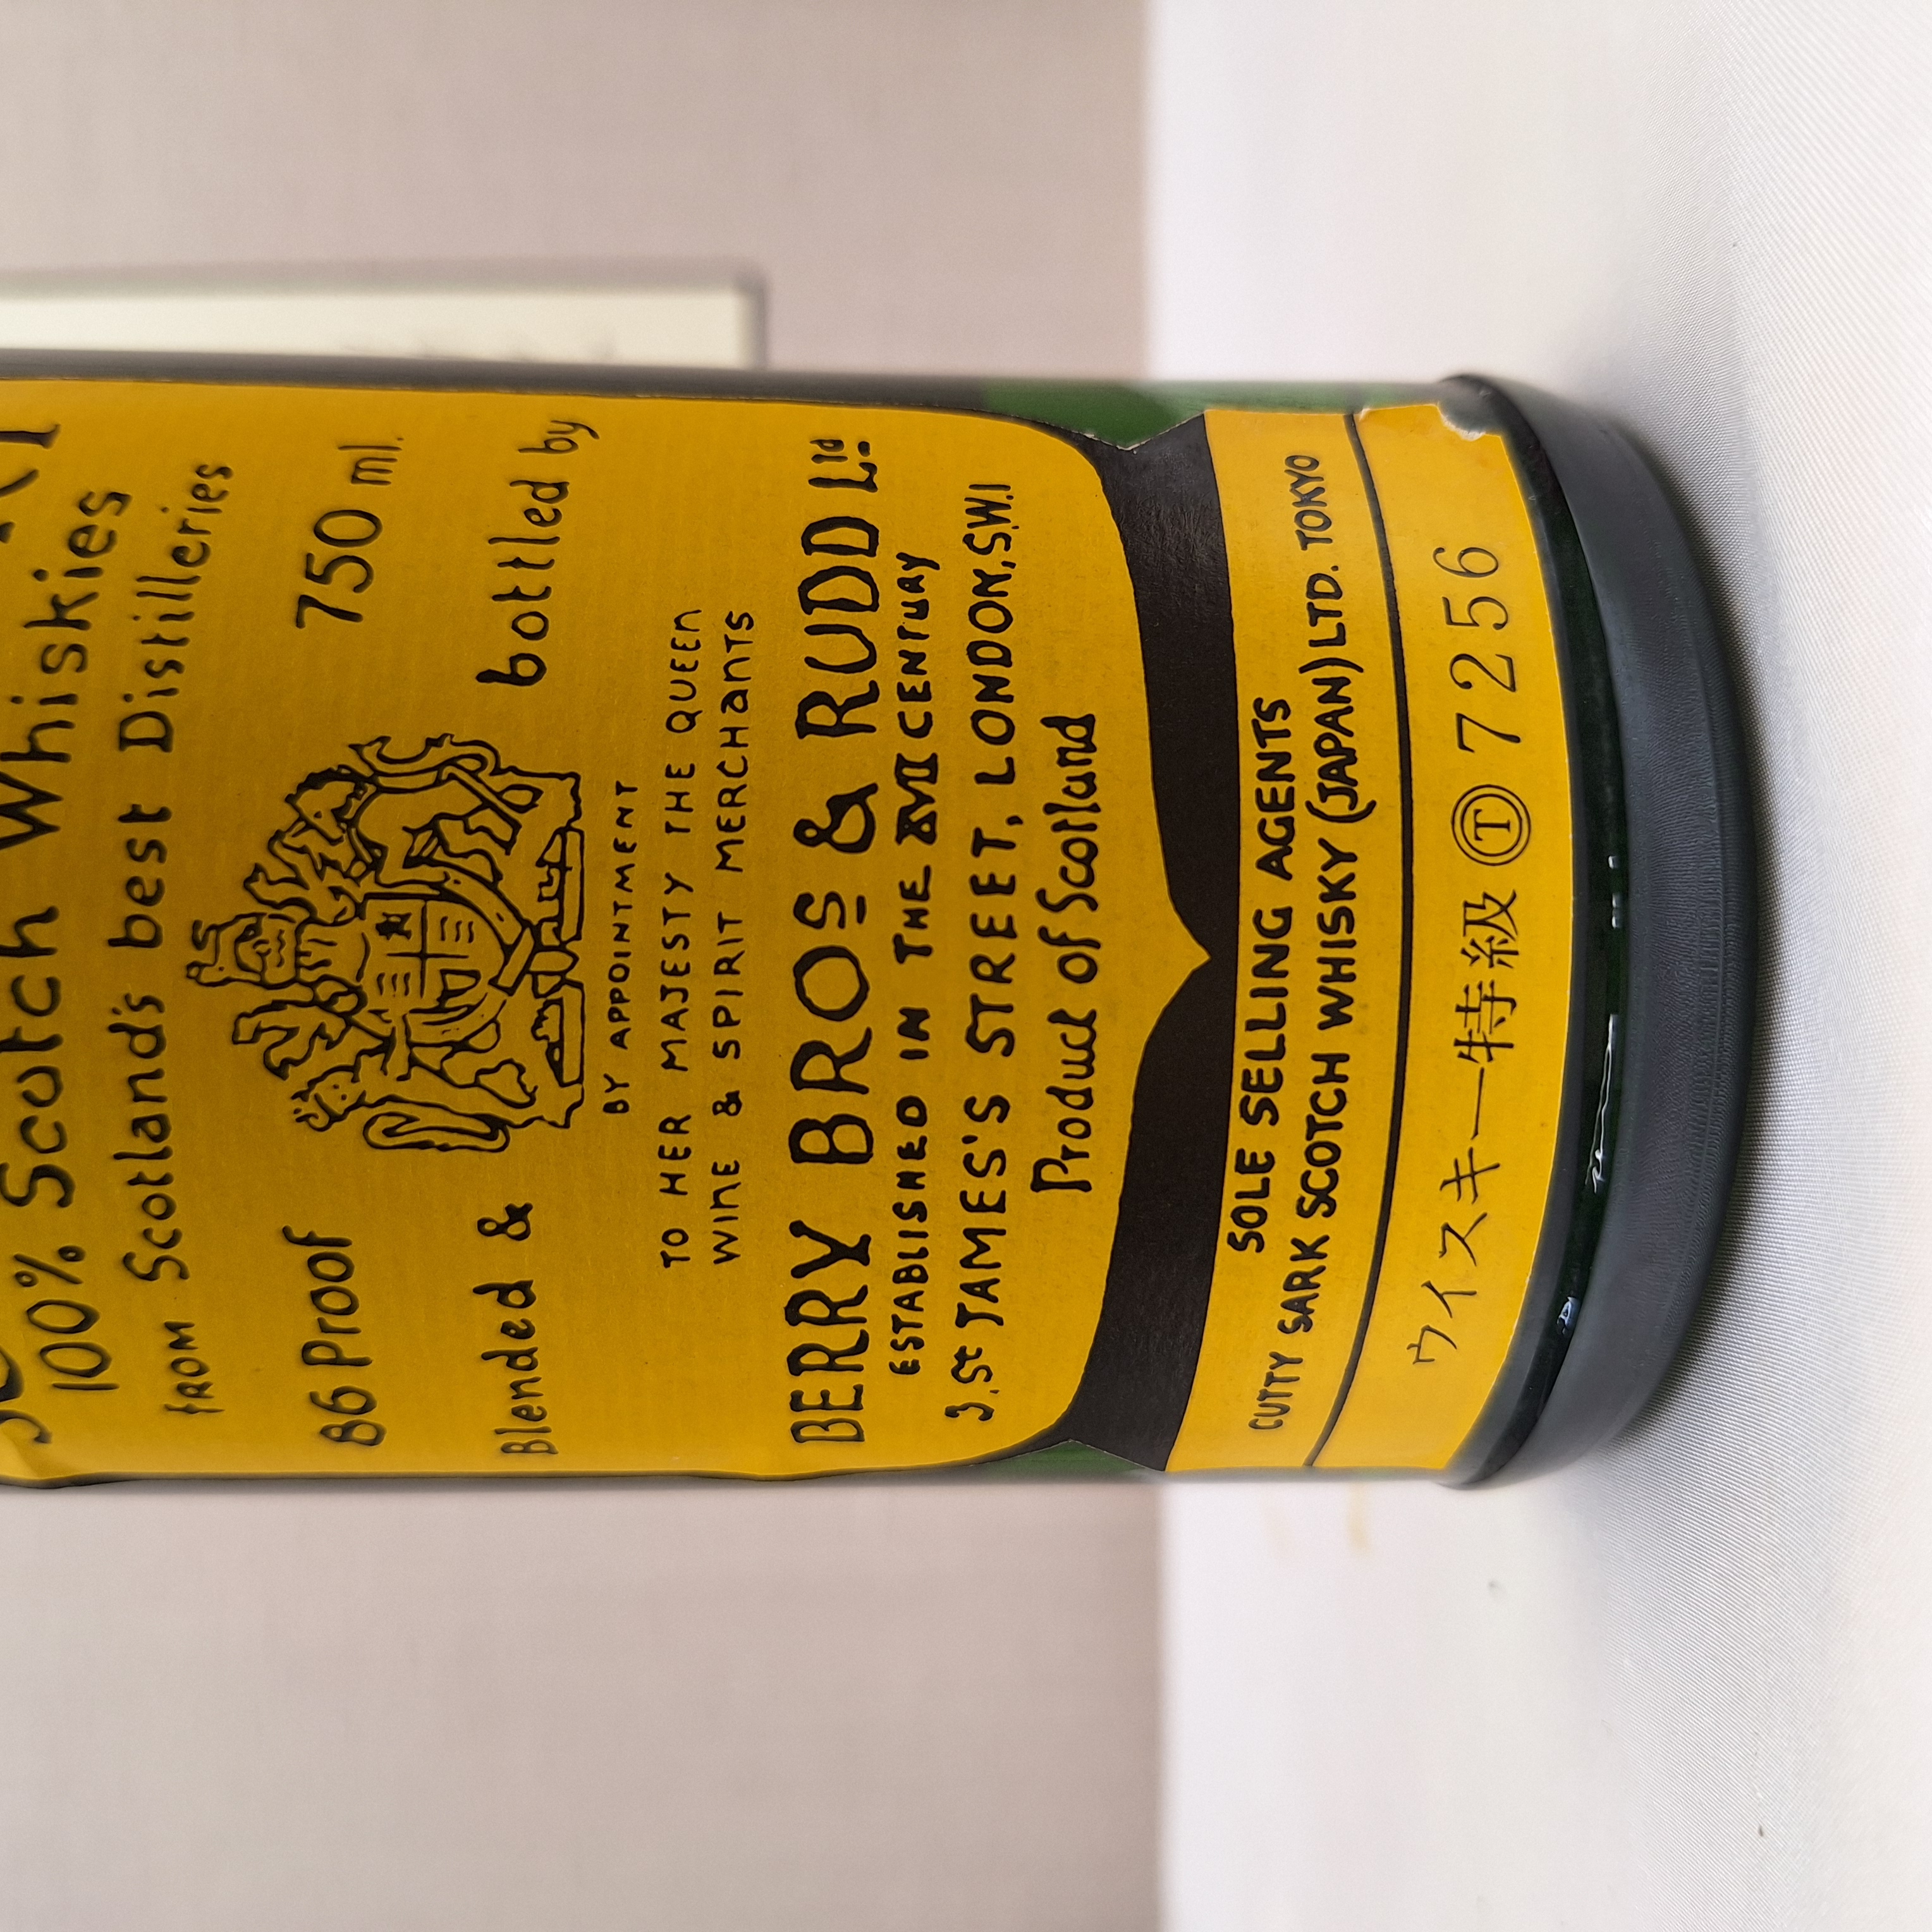 100% Scotch Whiskies
from Scotland's best Distilleries
86 Proof 750 ml.
Blended & bottled by
BY APPOINTMENT
TO HER MAJESTY THE QUEEN
WINE & SPIRIT MERCHANTS
BERRY BROS & RUDD LTD.
ESTABLISHED IN THE XVII CENTURY
3, ST JAMES'S STREET, LONDON, S.W.1
Product of Scotland
SOLE SELLING AGENTS
CUTTY SARK SCOTCH WHISKY (JAPAN) LTD. TOKYO
ウイスキー特級 Ⓣ 7256